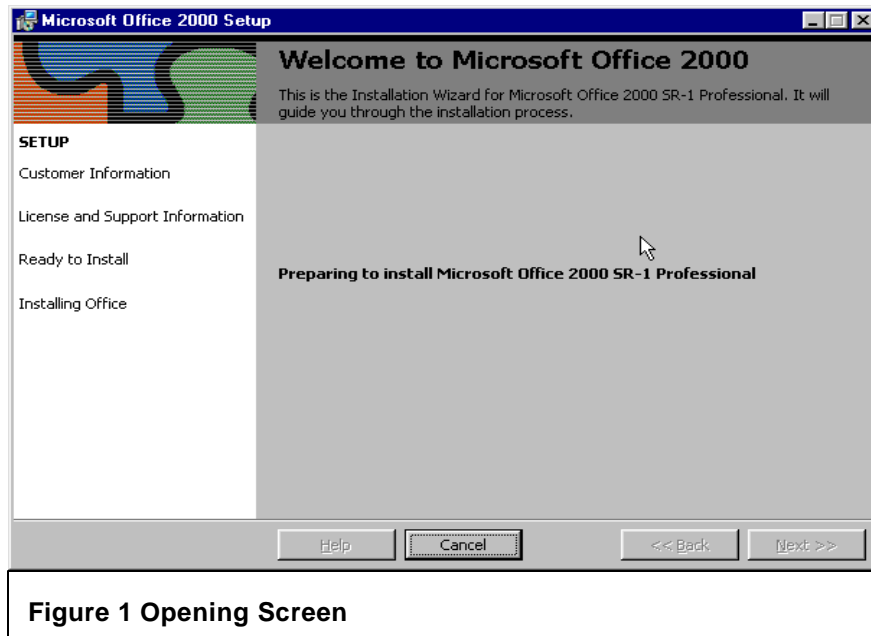 Microsoft Office 2000 Setup
Welcome to Microsoft Office 2000
This is the Installation Wizard for Microsoft Office 2000 SR-1 Professional. It will
guide you through the installation process.
SETUP
Customer Information
License and Support Information
Ready to Install
Installing Office
Preparing to install Microsoft Office 2000 SR-1 Professional
Help
Cancel
<< Back
Next >>
Figure 1 Opening Screen